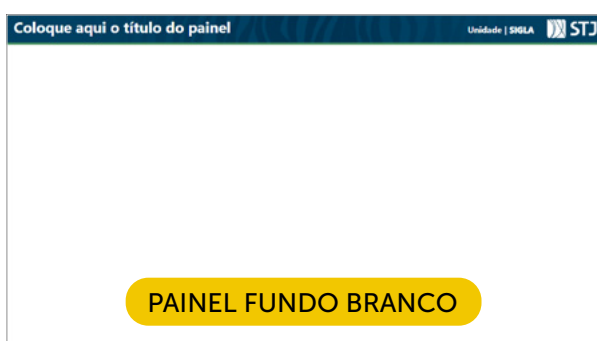 Coloque aqui o título do painel
Unidade | SIGLA STJ
PAINEL FUNDO BRANCO